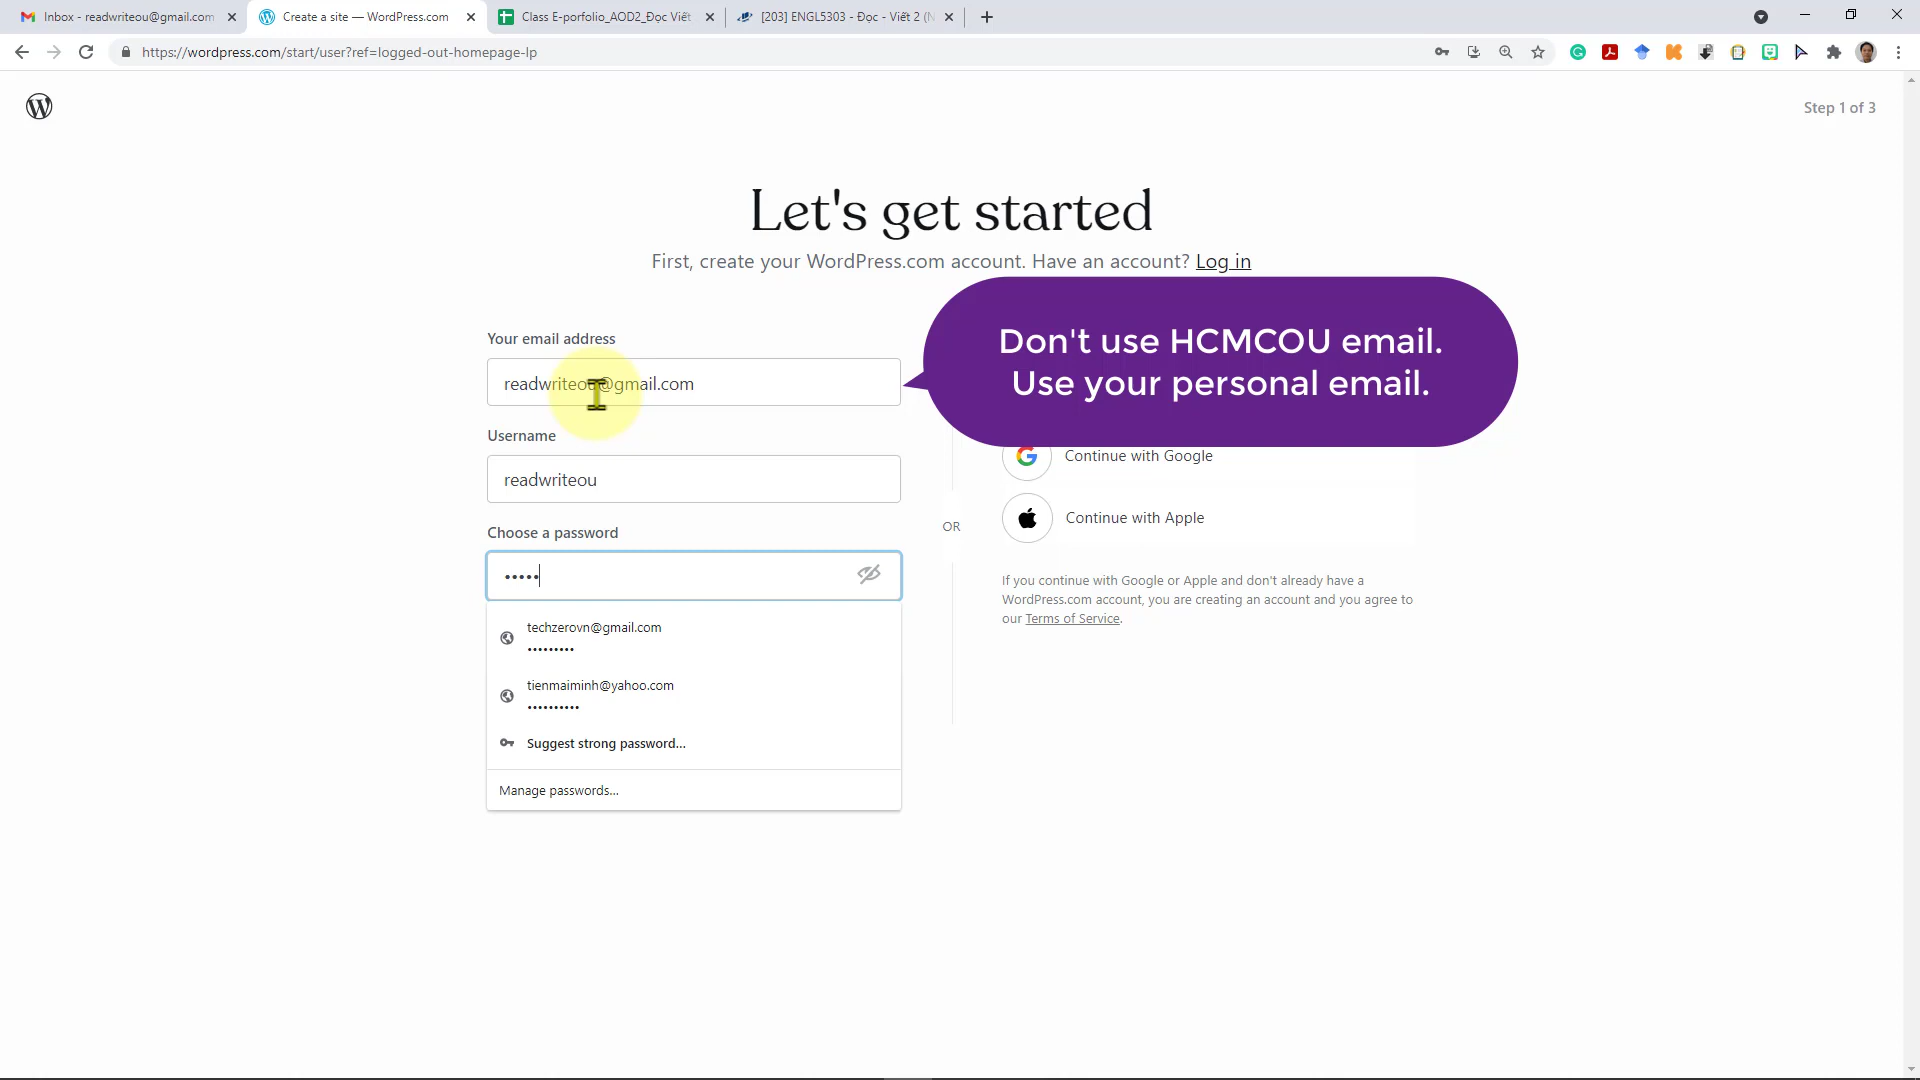 Inbox - readwriteou@gmail.com
Create a site — WordPress.com
Class E-porfolio_AOD2_Đọc Viết
[203] ENGL5303 - Đọc - Viết 2 (N
https://wordpress.com/start/user?ref=logged-out-homepage-lp
Step 1 of 3
Let's get started
First, create your WordPress.com account. Have an account? Log in
Don't use HCMCOU email.
Use your personal email.
Your email address
readwriteou@gmail.com
Username
readwriteou
Choose a password
•••••
techzerovn@gmail.com
•••••••••
tienmaiminh@yahoo.com
••••••••••
Suggest strong password...
Manage passwords...
OR
Continue with Google
Continue with Apple
If you continue with Google or Apple and don't already have a
WordPress.com account, you are creating an account and you agree to
our Terms of Service.